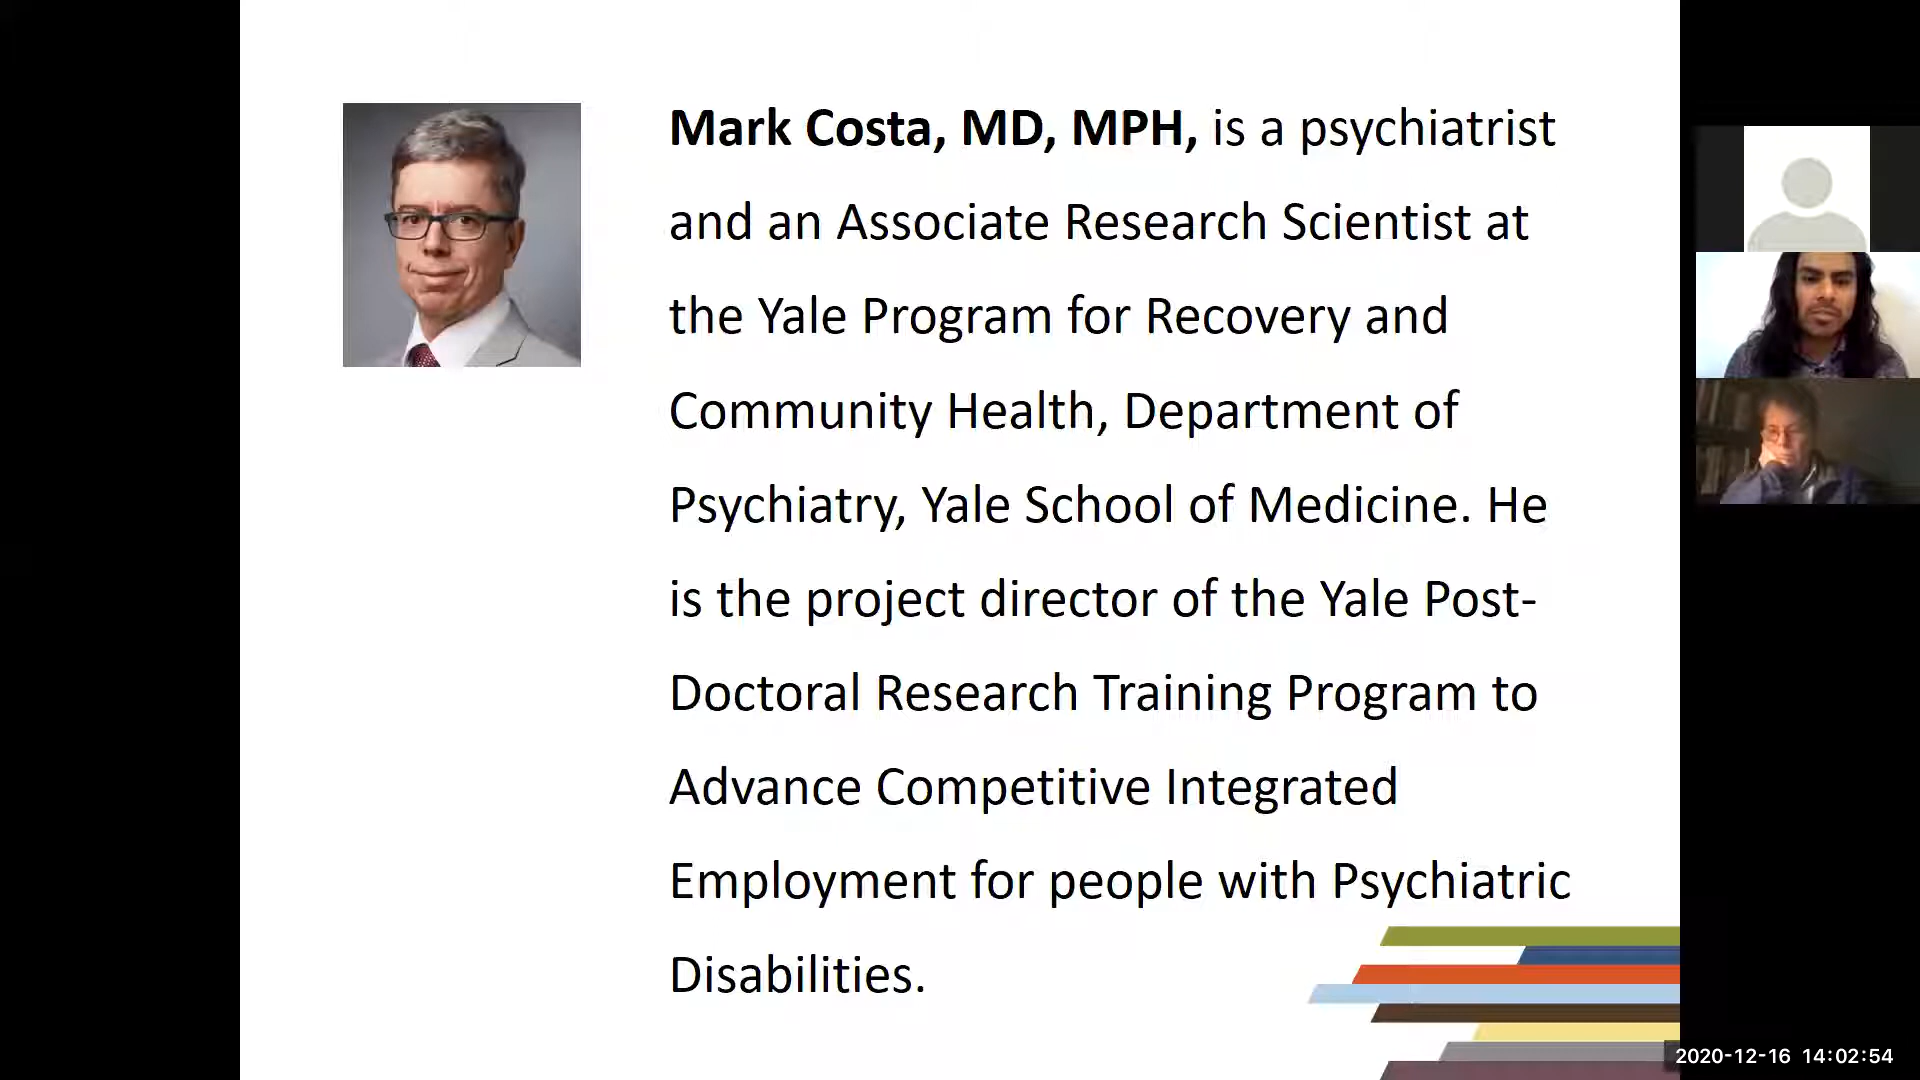 Mark Costa, MD, MPH, is a psychiatrist
and an Associate Research Scientist at
the Yale Program for Recovery and
Community Health, Department of
Psychiatry, Yale School of Medicine. He
is the project director of the Yale Post-
Doctoral Research Training Program to
Advance Competitive Integrated
Employment for people with Psychiatric
Disabilities.
2020-12-16 14:02:54